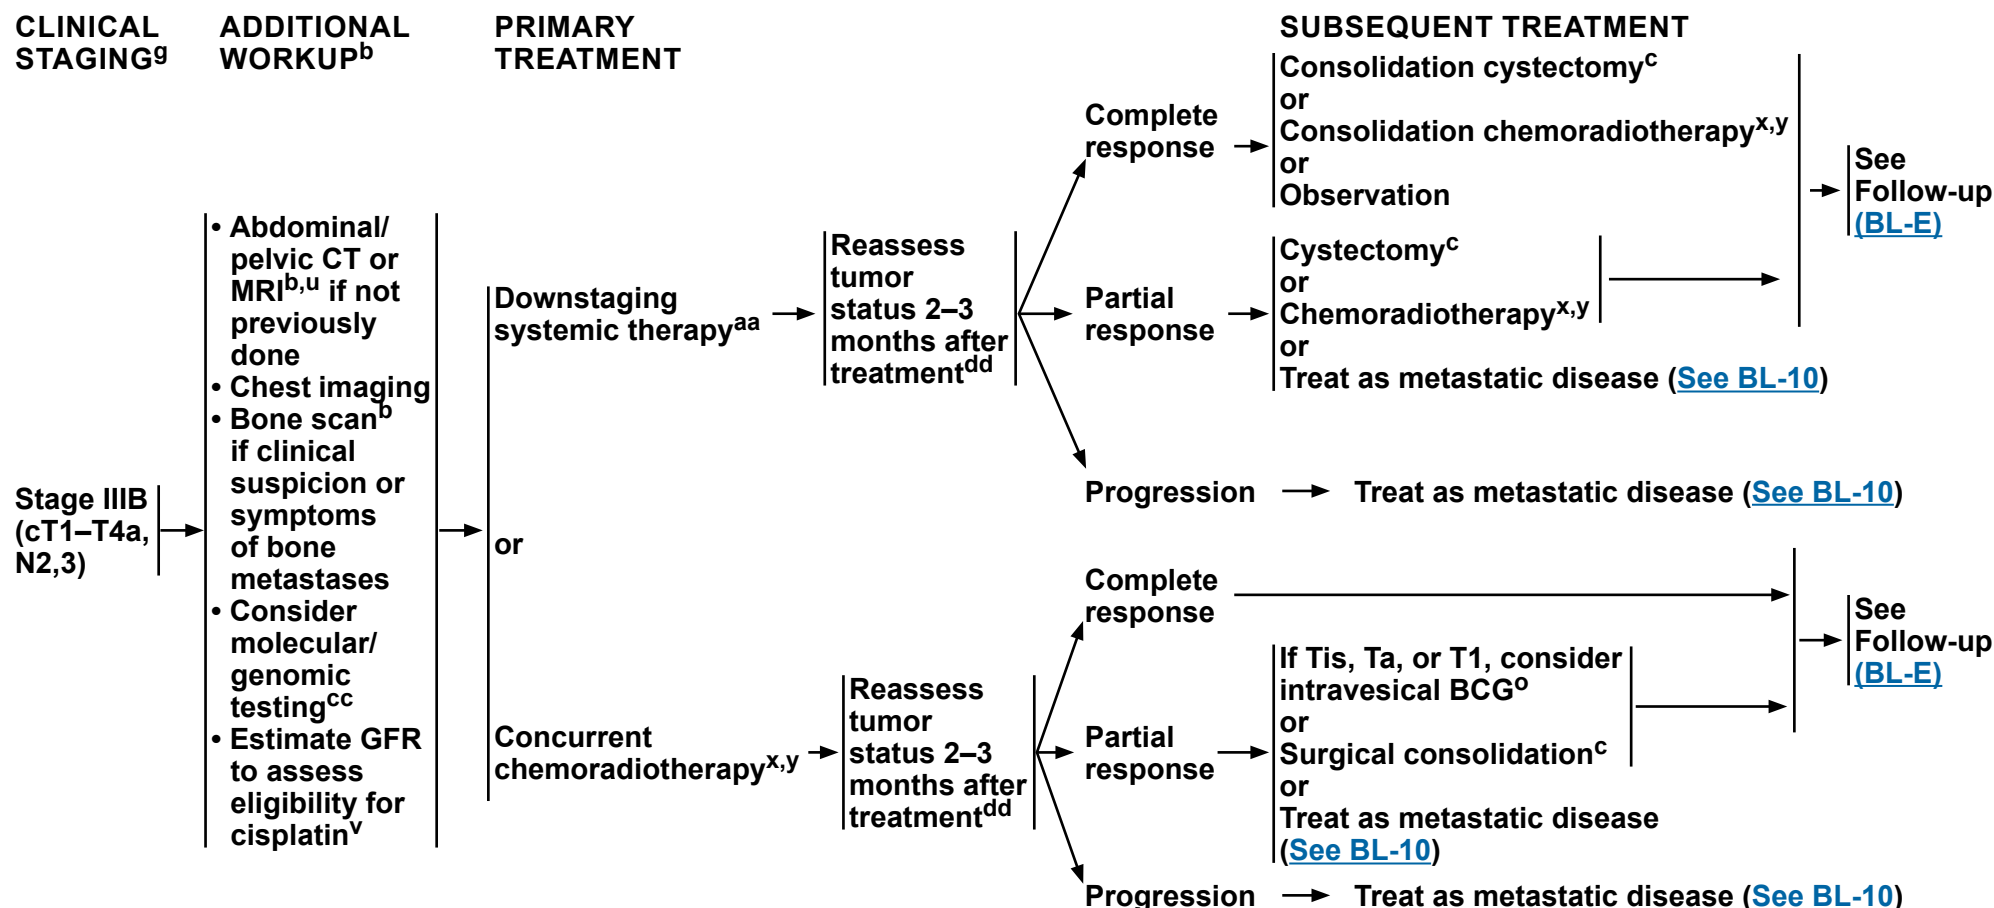 CLINICAL
STAGINGg
ADDITIONAL
WORKUPb
PRIMARY
TREATMENT
SUBSEQUENT TREATMENT
Stage IIIB
(cT1–T4a,
N2,3)
• Abdominal/
pelvic CT or
MRIb,u if not
previously
done
• Chest imaging
• Bone scanb
if clinical
suspicion or
symptoms
of bone
metastases
• Consider
molecular/
genomic
testingcc
• Estimate GFR
to assess
eligibility for
cisplatinv
Downstaging
systemic therapyaa
or
Concurrent
chemoradiotherapyx,y
Reassess
tumor
status 2–3
months after
treatmentdd
Complete
response
Consolidation cystectomyc
or
Consolidation chemoradiotherapyx,y
or
Observation
Partial
response
Cystectomyc
or
Chemoradiotherapyx,y
or
Treat as metastatic disease (See BL-10)
Progression
Treat as metastatic disease (See BL-10)
See
Follow-up
(BL-E)
Reassess
tumor
status 2–3
months after
treatmentdd
Complete
response
Partial
response
If Tis, Ta, or T1, consider
intravesical BCGo
or
Surgical consolidationc
or
Treat as metastatic disease
(See BL-10)
Progression
Treat as metastatic disease (See BL-10)
See
Follow-up
(BL-E)